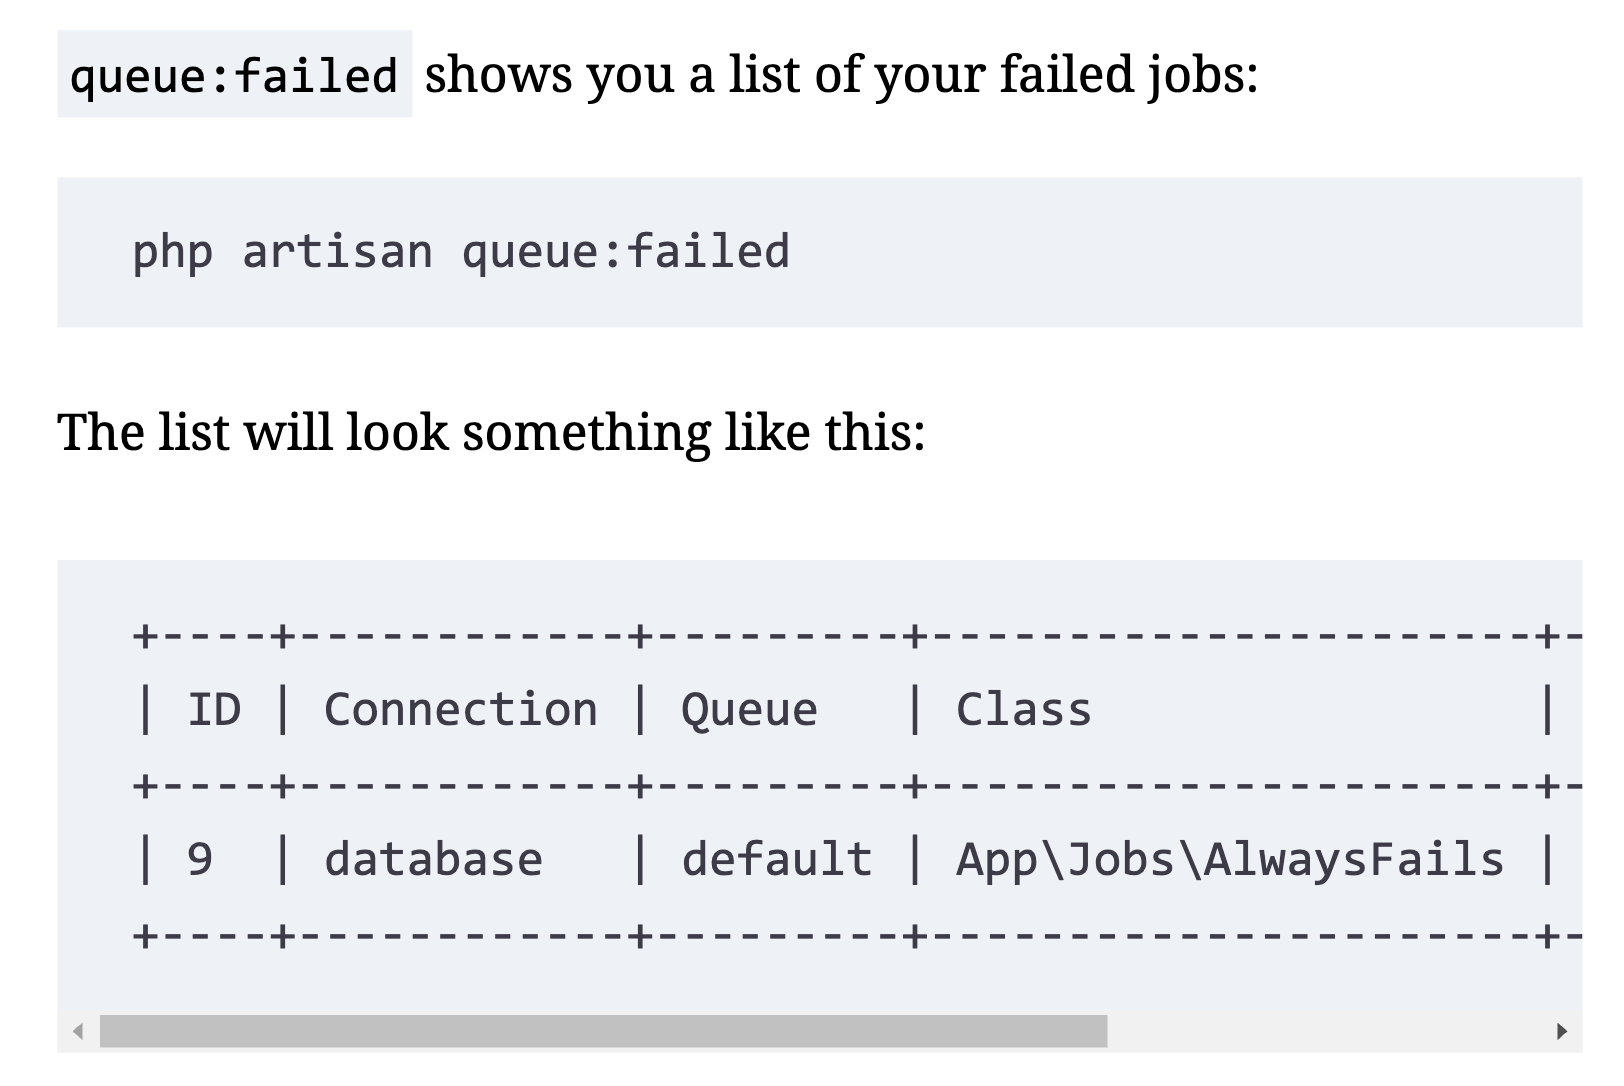 queue:failed shows you a list of your failed jobs:
php artisan queue:failed
The list will look something like this:
+----+------------+---------+----------------------+-
| ID | Connection | Queue   | Class                |
+----+------------+---------+----------------------+-
| 9  | database   | default | App\Jobs\AlwaysFails |
+----+------------+---------+----------------------+-